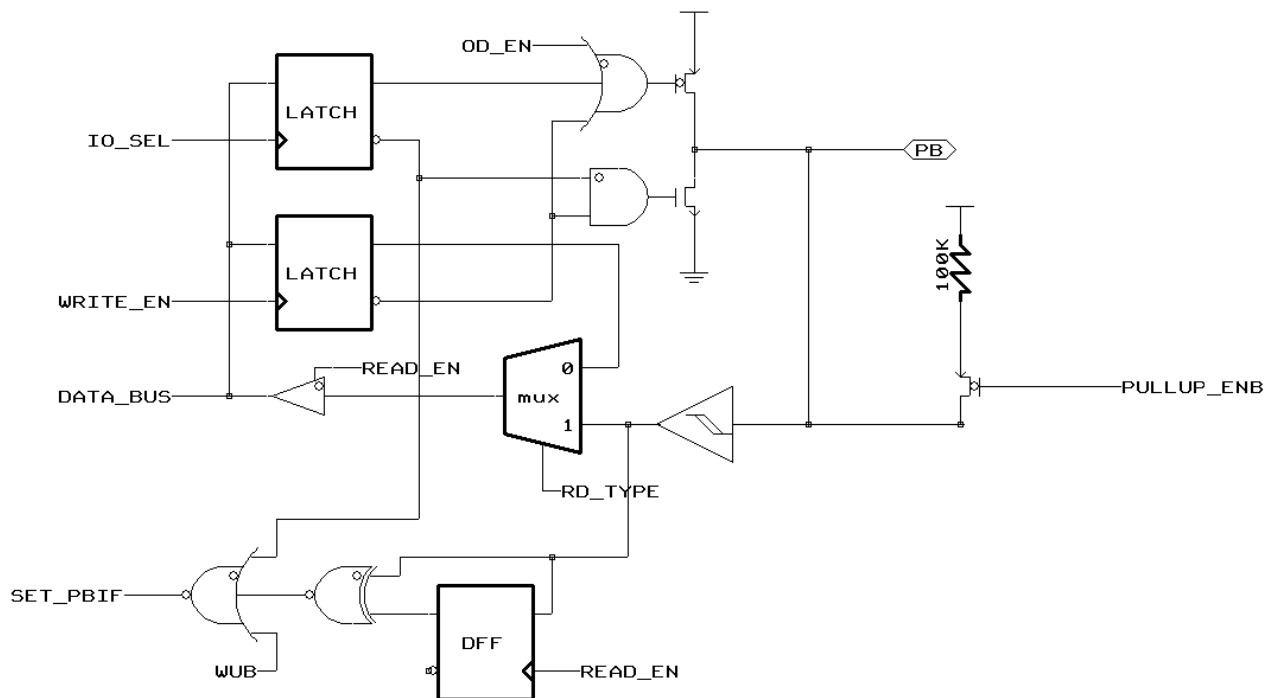 OD_EN
LATCH
IO_SEL
PB
LATCH
100K
WRITE_EN
READ_EN
0
DATA_BUS
mux
PULLUP_ENB
1
RD_TYPE
SET_PBIF
DFF
WUB
READ_EN